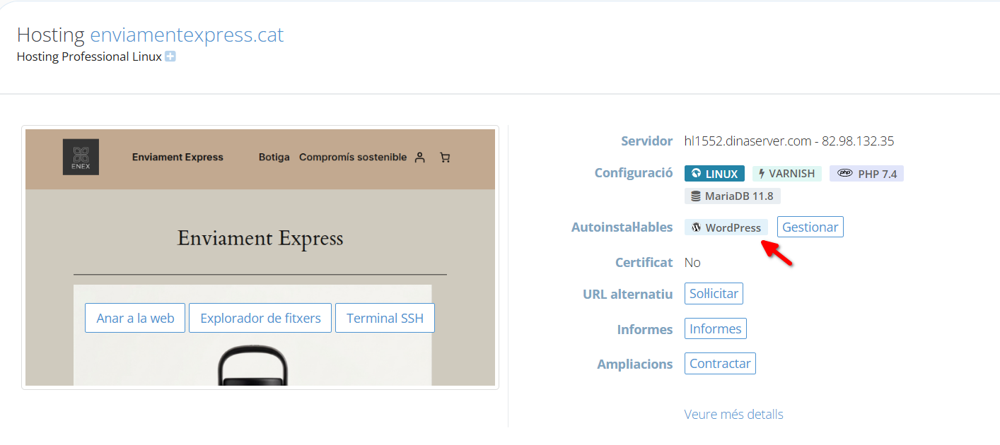 Hosting enviamentexpress.cat
Hosting Professional Linux
ENEX
Enviament Express
Botiga
Compromís sostenible
Enviament Express
Anar a la web
Explorador de fitxers
Terminal SSH
Servidor hl1552.dinaserver.com - 82.98.132.35
Configuració LINUX VARNISH php PHP 7.4
MariaDB 11.8
Autoinstal·lables WordPress Gestionar
Certificat No
URL alternatiu Sol·licitar
Informes Informes
Ampliacions Contractar
Veure més detalls